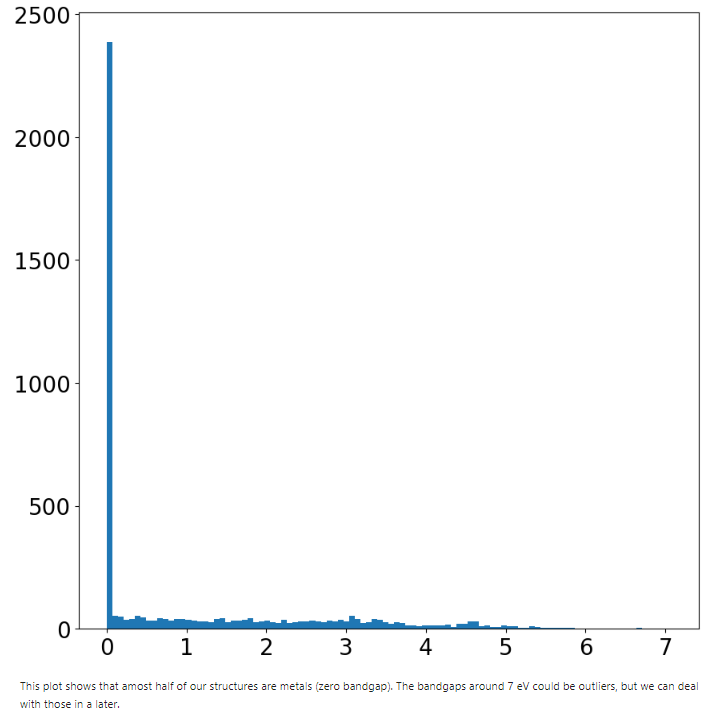 2500
2000
1500
1000
500
0
0 1 2 3 4 5 6 7
This plot shows that amost half of our structures are metals (zero bandgap). The bandgaps around 7 eV could be outliers, but we can deal
with those in a later.